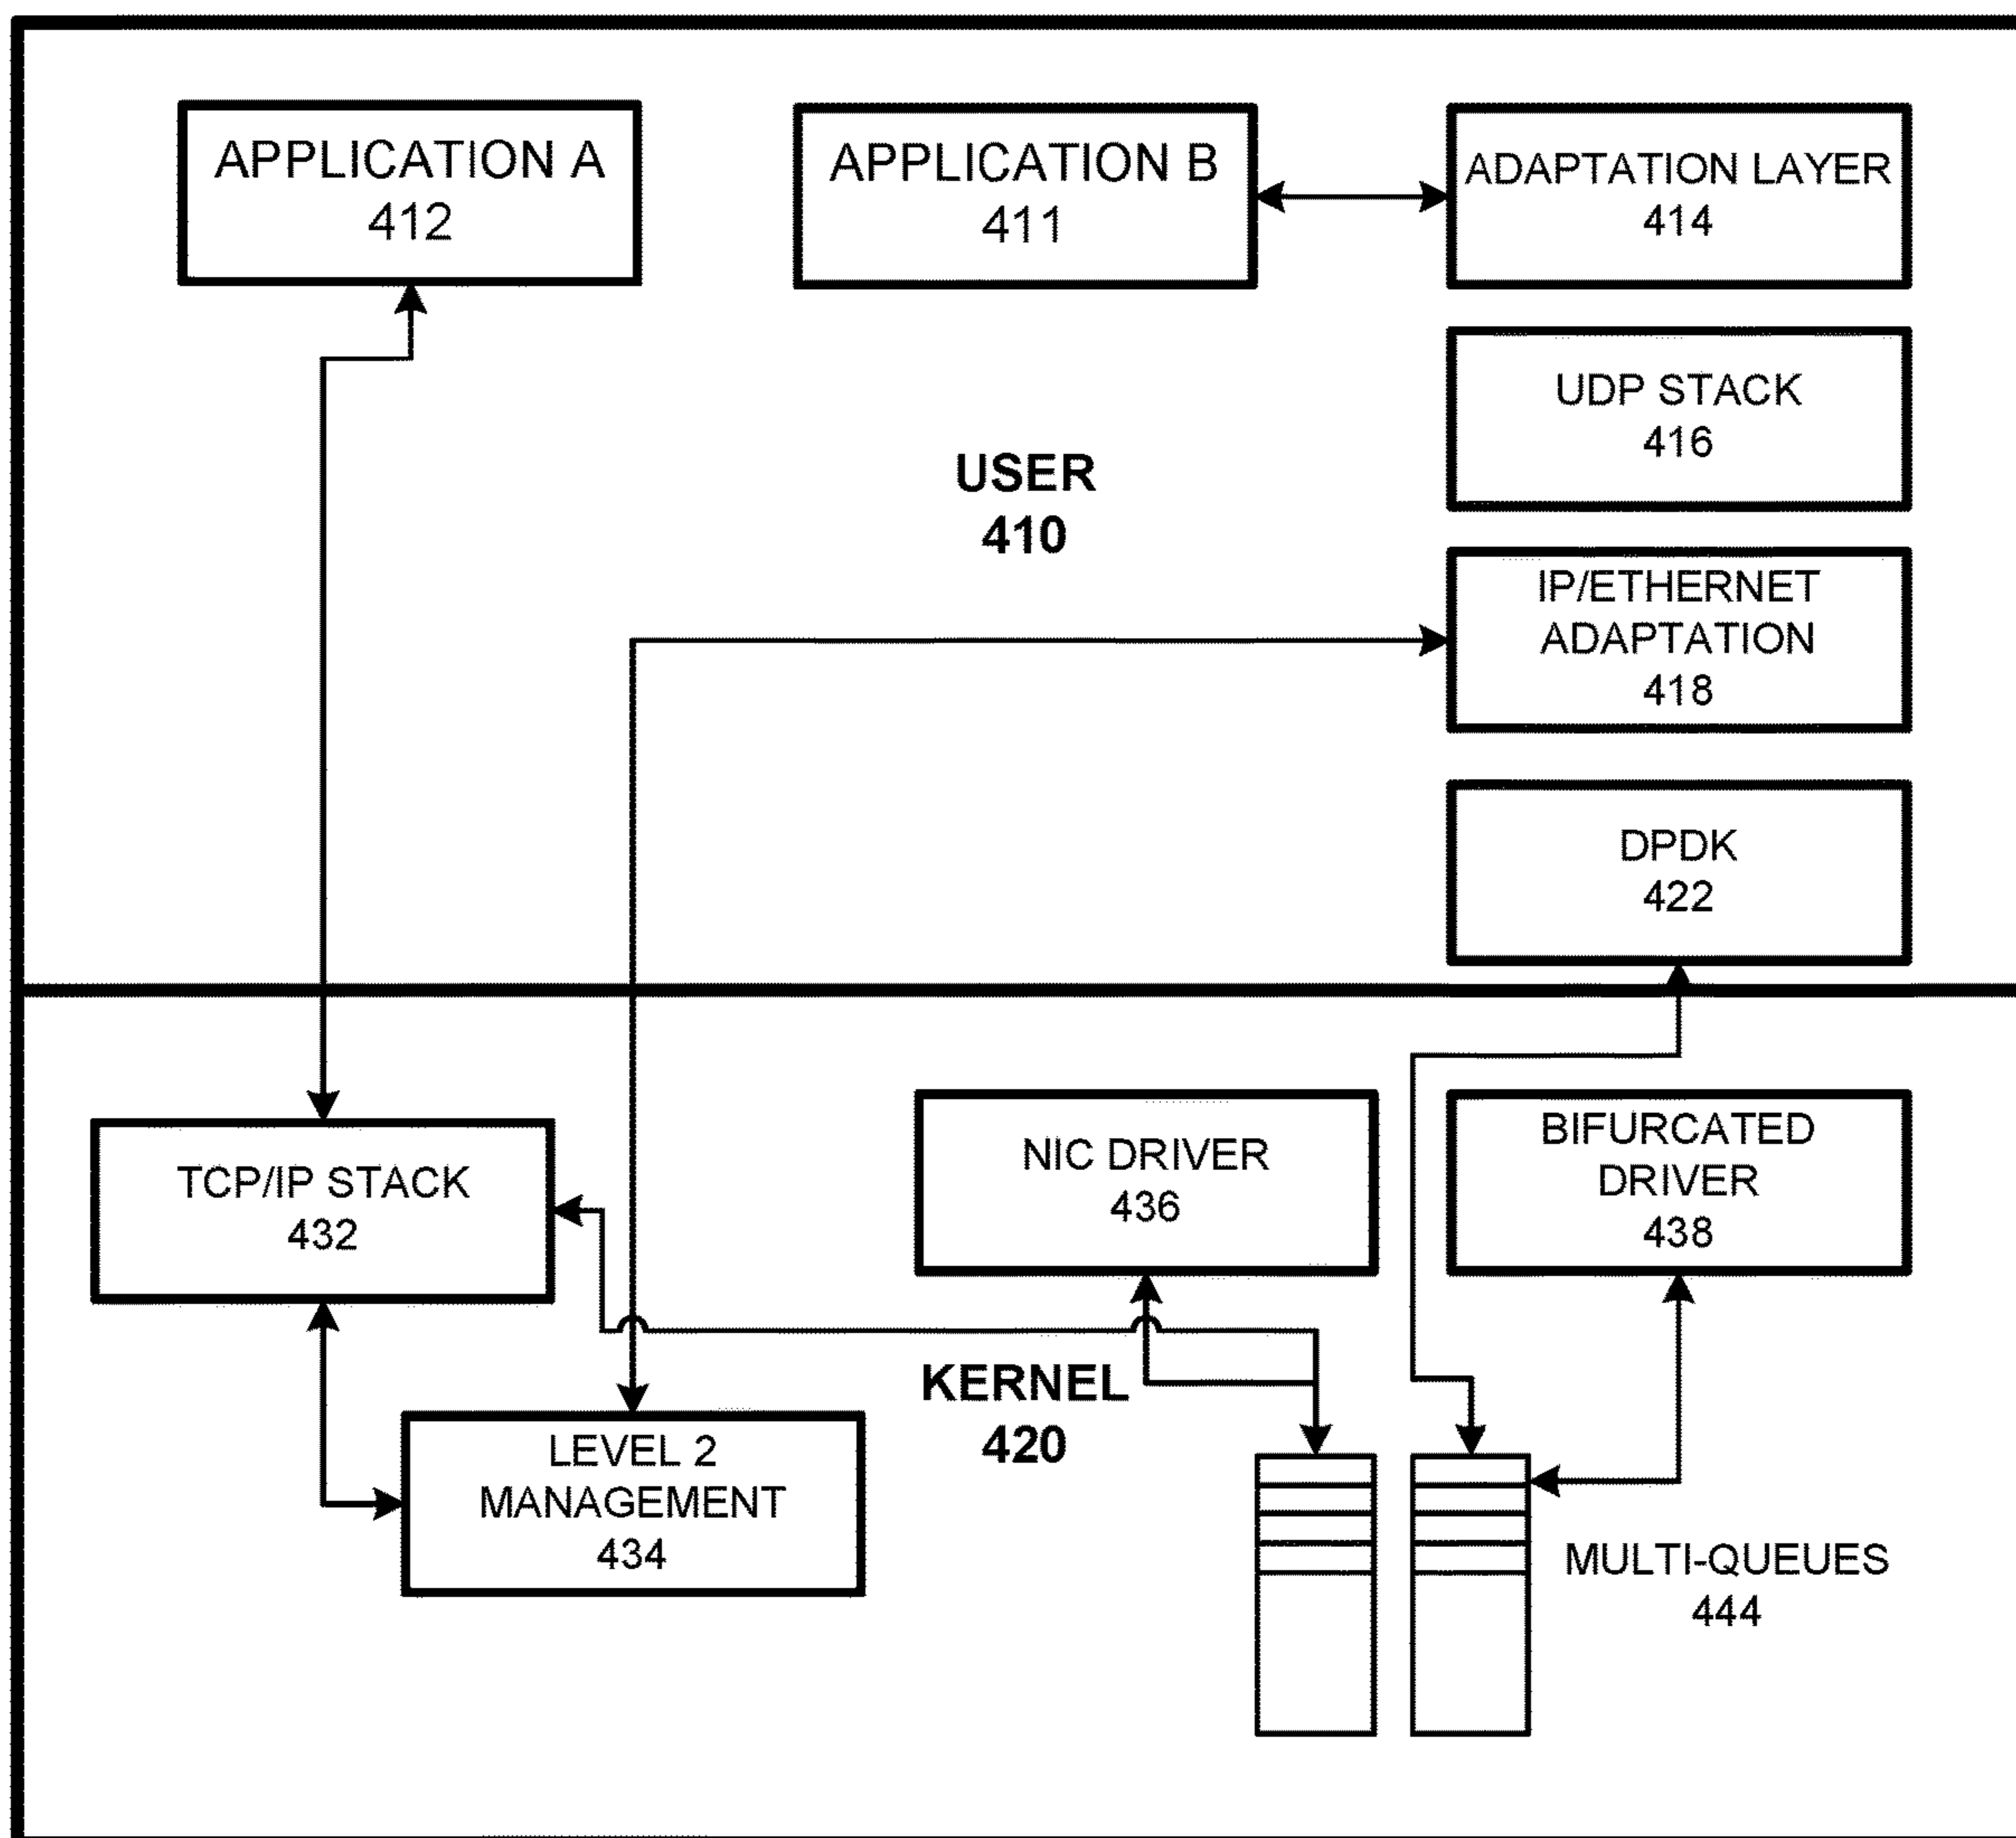 APPLICATION A
412
APPLICATION B
411
ADAPTATION LAYER
414
UDP STACK
416
USER
410
IP/ETHERNET
ADAPTATION
418
DPDK
422
TCP/IP STACK
432
NIC DRIVER
436
BIFURCATED
DRIVER
438
KERNEL
420
LEVEL 2
MANAGEMENT
434
MULTI-QUEUES
444